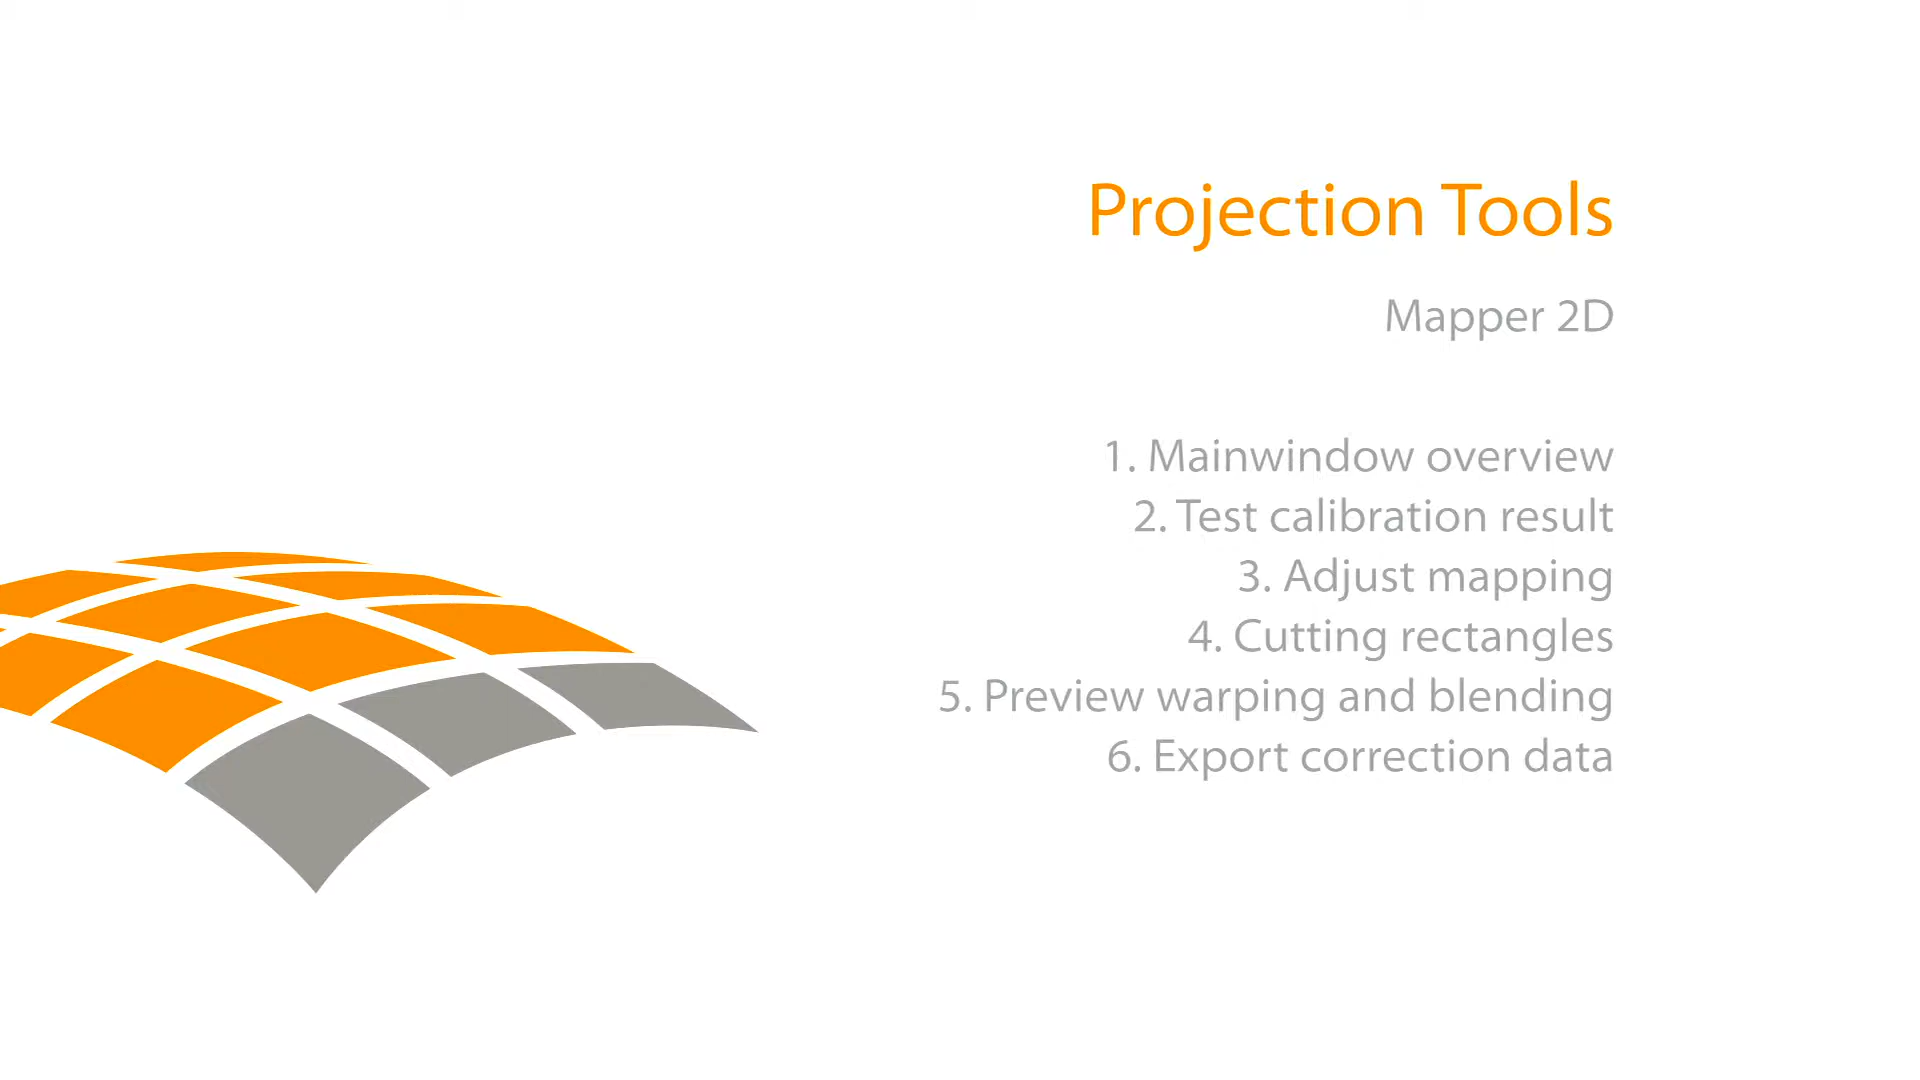 Projection Tools
Mapper 2D
1. Mainwindow overview
2. Test calibration result
3. Adjust mapping
4. Cutting rectangles
5. Preview warping and blending
6. Export correction data